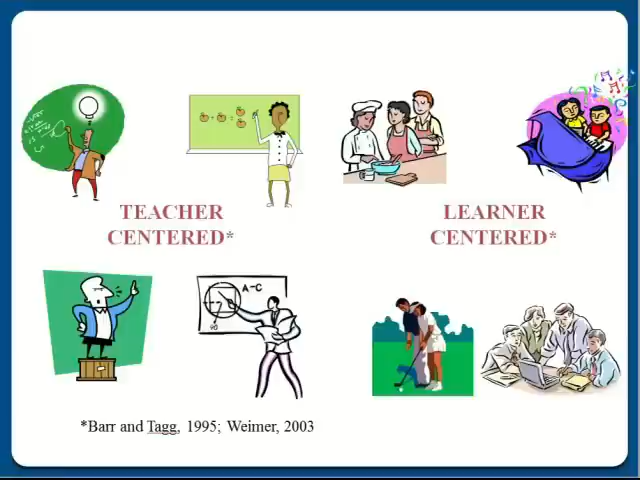 A-C
TEACHER
CENTERED*
LEARNER
CENTERED*
*Barr and Tagg, 1995; Weimer, 2003